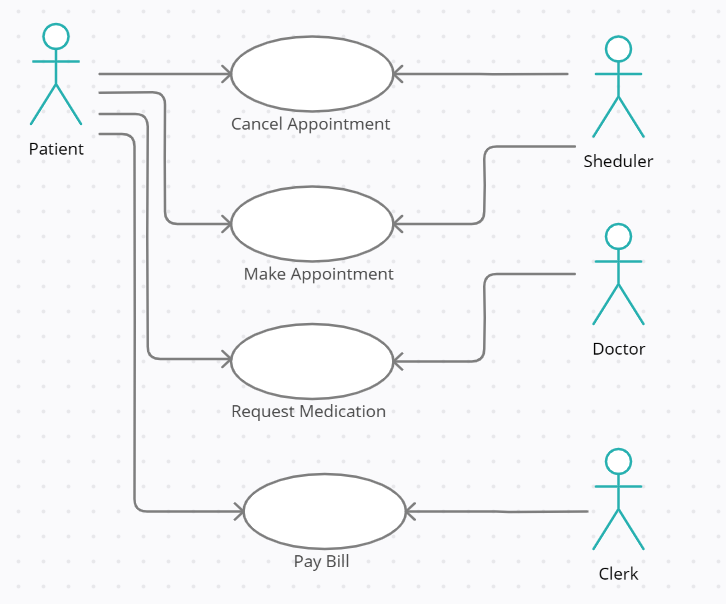 Cancel Appointment
Patient
Sheduler
Make Appointment
Doctor
Request Medication
Pay Bill
Clerk